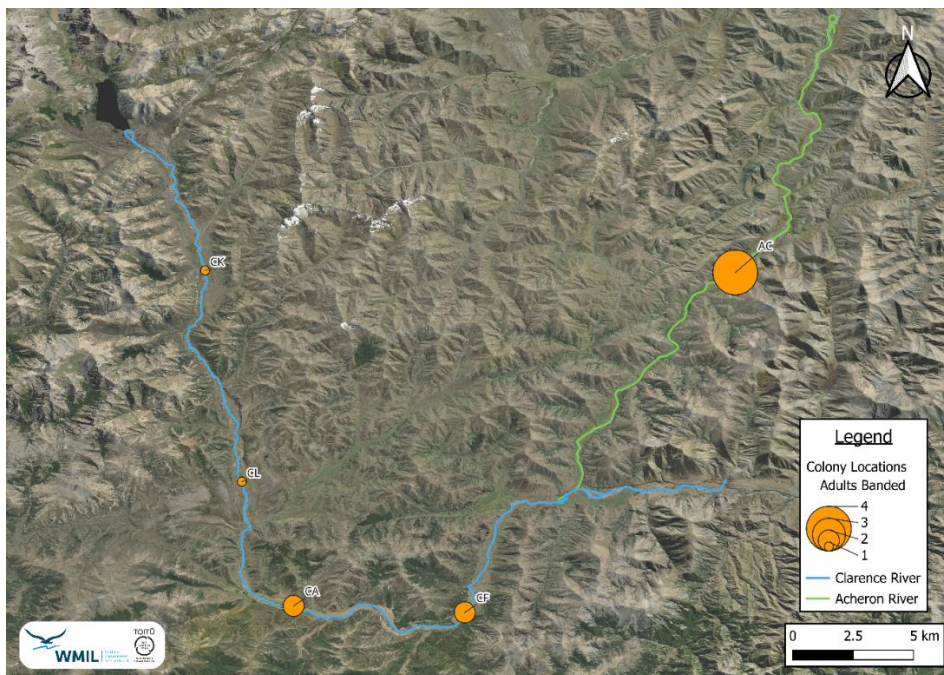 N
AC
CK
CL
CA
CF
Legend
Colony Locations
Adults Banded
4
3
2
1
Clarence River
Acheron River
0 2.5 5 km
WMIL
TOITŪ